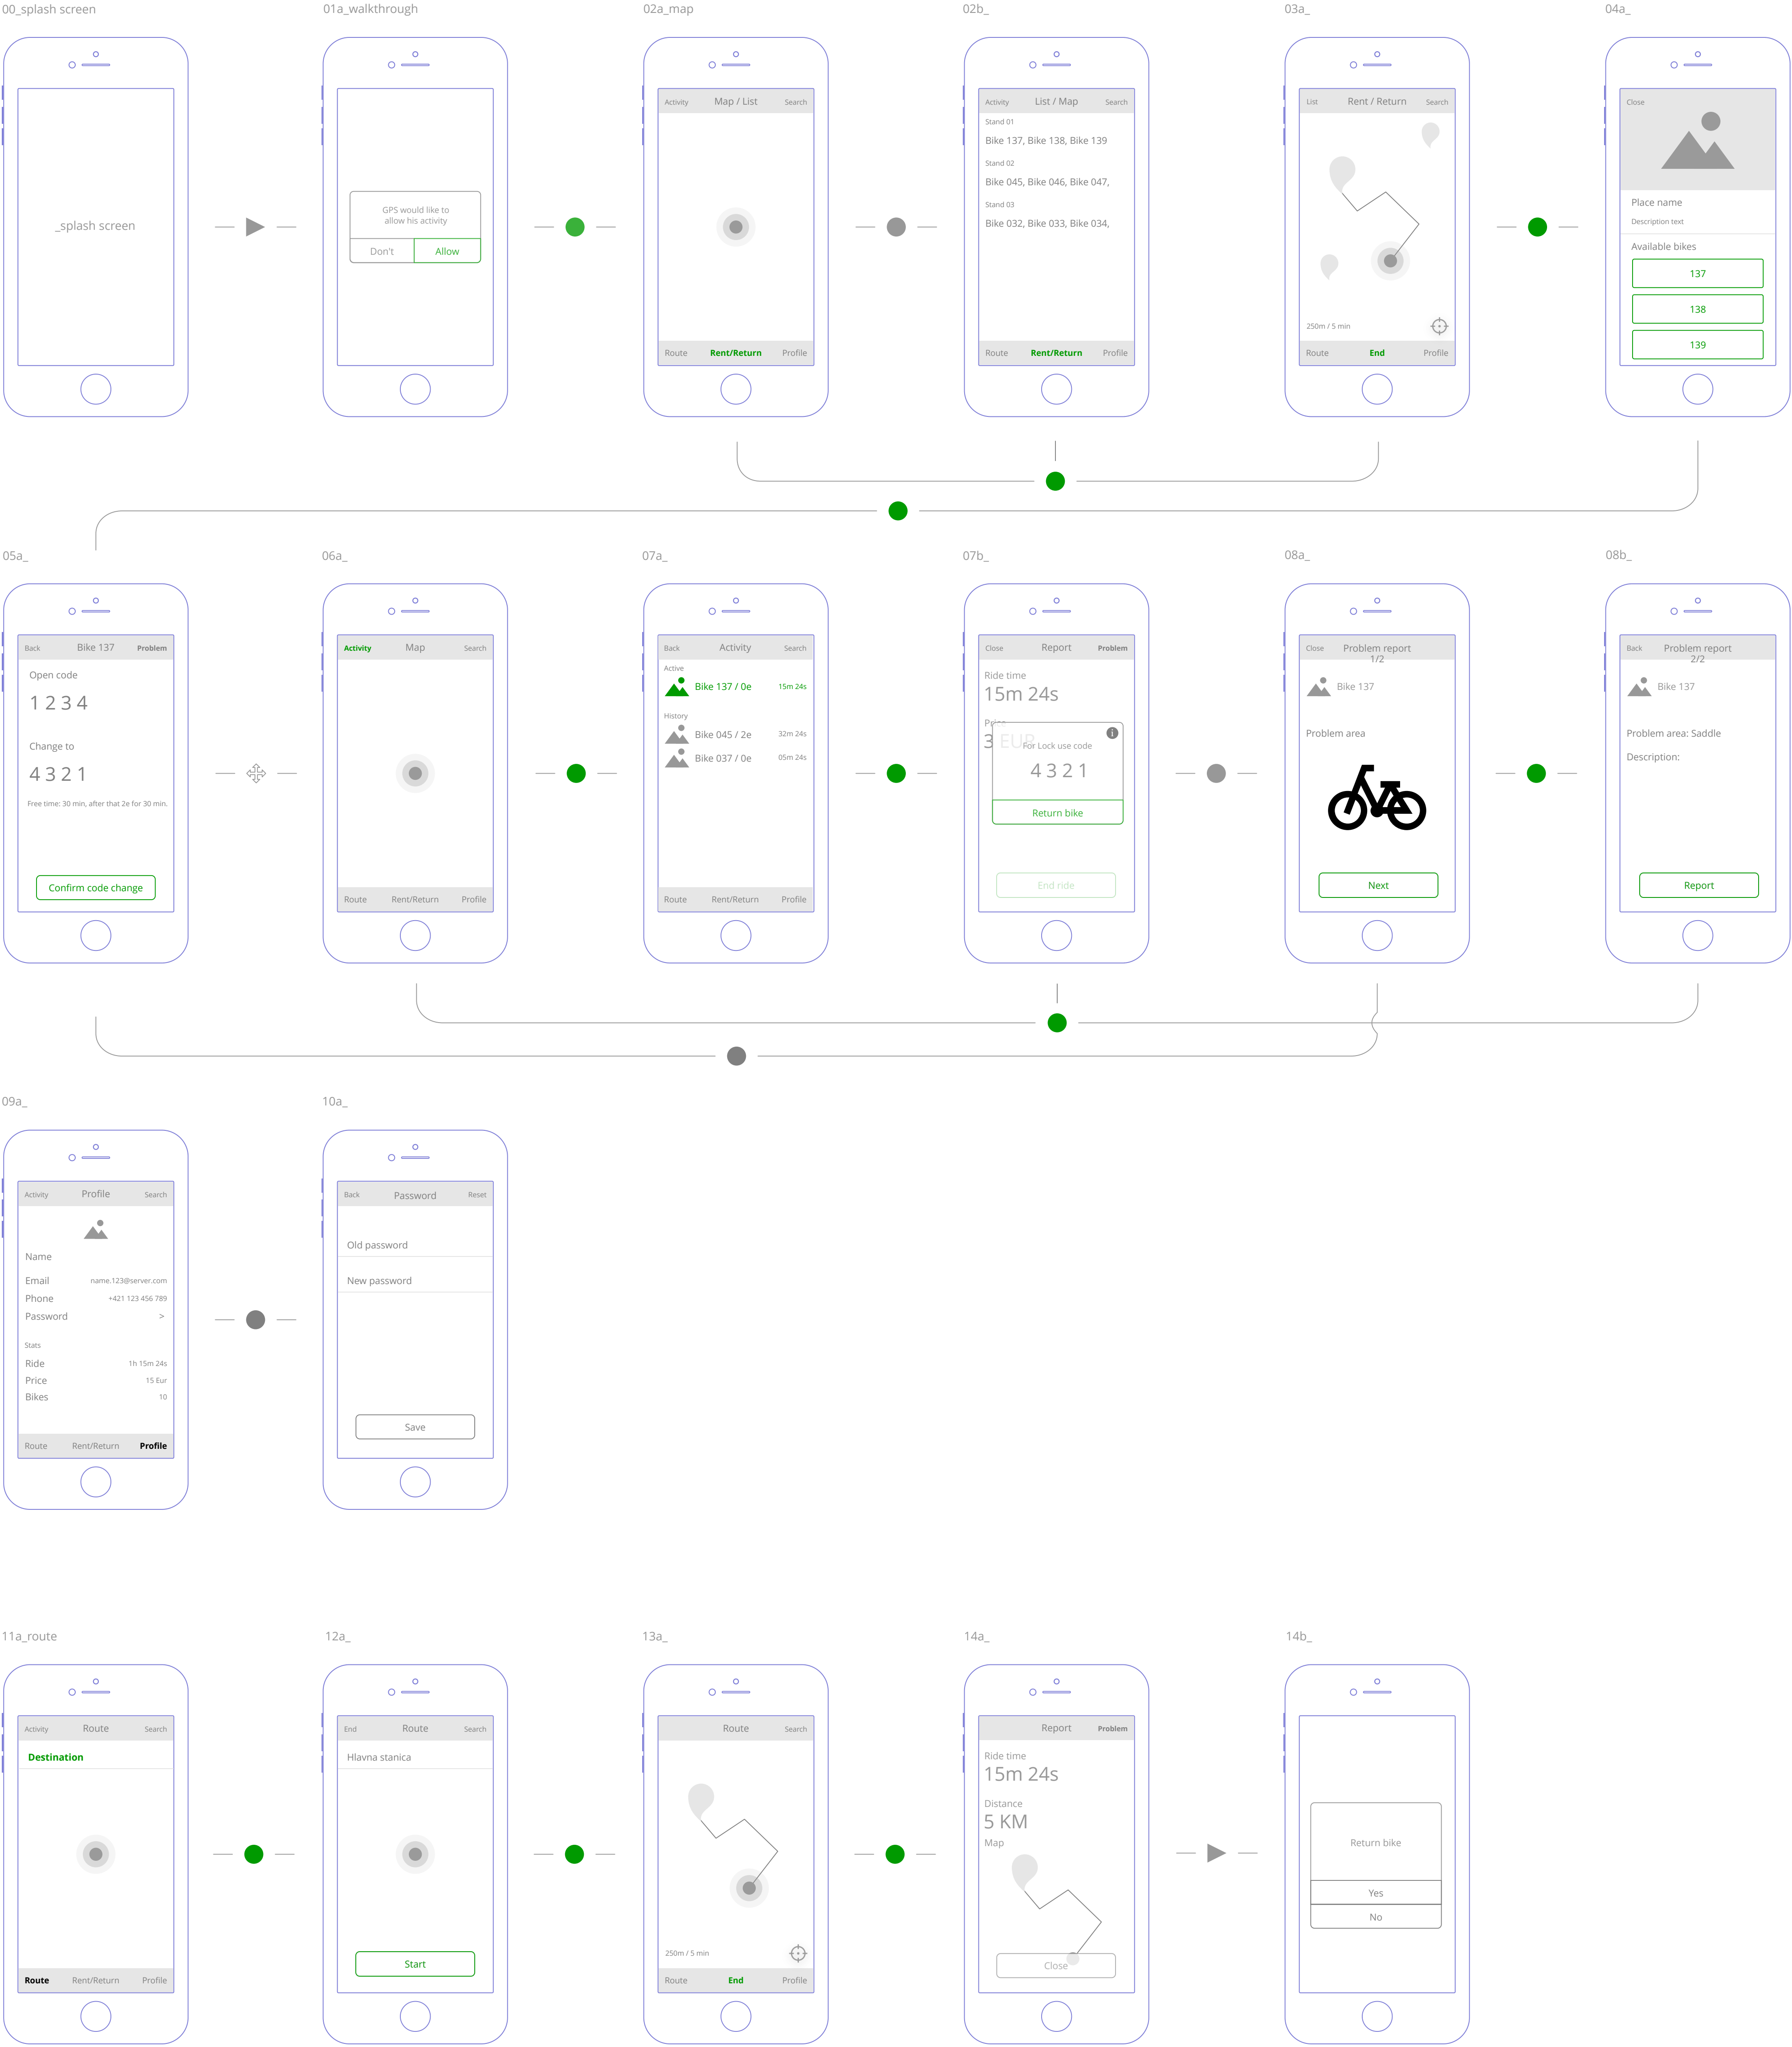 00_splash screen
01a_walkthrough
02a_map
02b_
03a_
04a_
_splash screen
GPS would like to
allow his activity
Don't
Allow
Activity
Map / List
Search
Route
Rent/Return
Profile
Activity
List / Map
Search
Stand 01
Bike 137, Bike 138, Bike 139
Stand 02
Bike 045, Bike 046, Bike 047,
Stand 03
Bike 032, Bike 033, Bike 034,
Route
Rent/Return
Profile
List
Rent / Return
Search
250m / 5 min
Route
End
Profile
Close
Place name
Description text
Available bikes
137
138
139
05a_
06a_
07a_
07b_
08a_
08b_
Back
Bike 137
Problem
Open code
1 2 3 4
Change to
4 3 2 1
Free time: 30 min, after that 2e for 30 min.
Confirm code change
Activity
Map
Search
Route
Rent/Return
Profile
Back
Activity
Search
Active
Bike 137 / 0e
15m 24s
History
Bike 045 / 2e
32m 24s
Bike 037 / 0e
05m 24s
Route
Rent/Return
Profile
Close
Report
Problem
Ride time
15m 24s
Price
3 EUR
For Lock use code
4 3 2 1
Return bike
End ride
Close
Problem report
1/2
Bike 137
Problem area
Next
Back
Problem report
2/2
Bike 137
Problem area: Saddle
Description:
Report
09a_
10a_
Activity
Profile
Search
Name
Email
name.123@server.com
Phone
+421 123 456 789
Password
>
Stats
Ride
1h 15m 24s
Price
15 Eur
Bikes
10
Route
Rent/Return
Profile
Back
Password
Reset
Old password
New password
Save
11a_route
12a_
13a_
14a_
14b_
Activity
Route
Search
Destination
Route
Rent/Return
Profile
End
Route
Search
Hlavna stanica
Start
Route
Search
250m / 5 min
Route
End
Profile
Report
Problem
Ride time
15m 24s
Distance
5 KM
Map
Close
Return bike
Yes
No